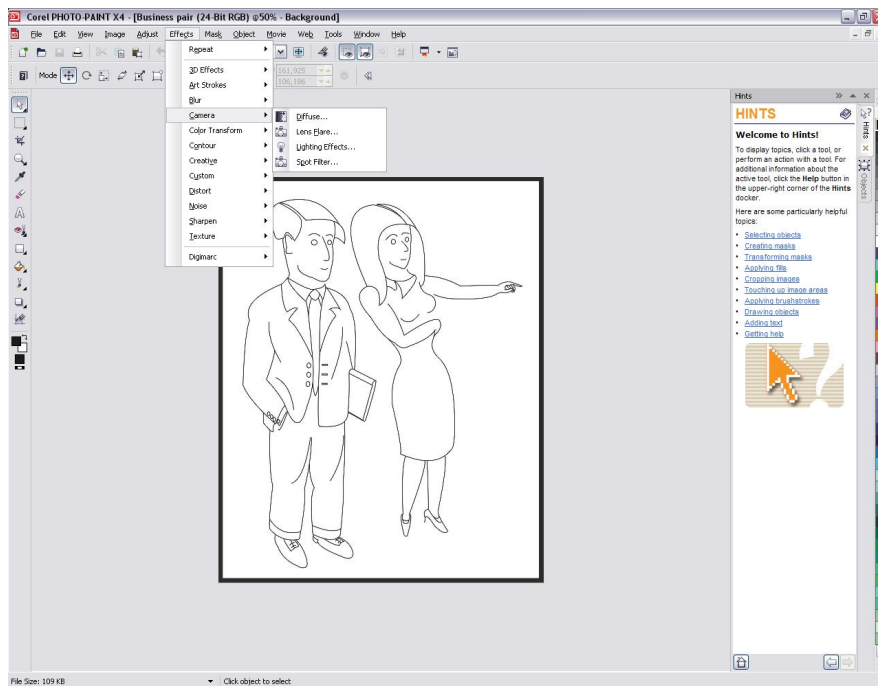 Corel PHOTO-PAINT X4 - [Business pair (24-Bit RGB) @50% - Background]
File Edit View Image Adjust Effects Mask Object Movie Web Tools Window Help
Mode
161,925
106,186
Repeat
3D Effects
Art Strokes
Blur
Camera
Color Transform
Contour
Creative
Custom
Distort
Noise
Sharpen
Texture
Digimarc
Diffuse...
Lens Flare...
Lighting Effects...
Spot Filter...
Hints
HINTS
Welcome to Hints!
To display topics, click a tool, or
perform an action with a tool. For
additional information about the
active tool, click the Help button in
the upper-right corner of the Hints
docker.
Here are some particularly helpful
topics:
• Selecting objects
• Creating masks
• Transforming masks
• Applying fills
• Cropping images
• Touching up image areas
• Applying brushstrokes
• Drawing objects
• Adding text
• Getting help
Hints
Objects
File Size: 109 KB
Click object to select